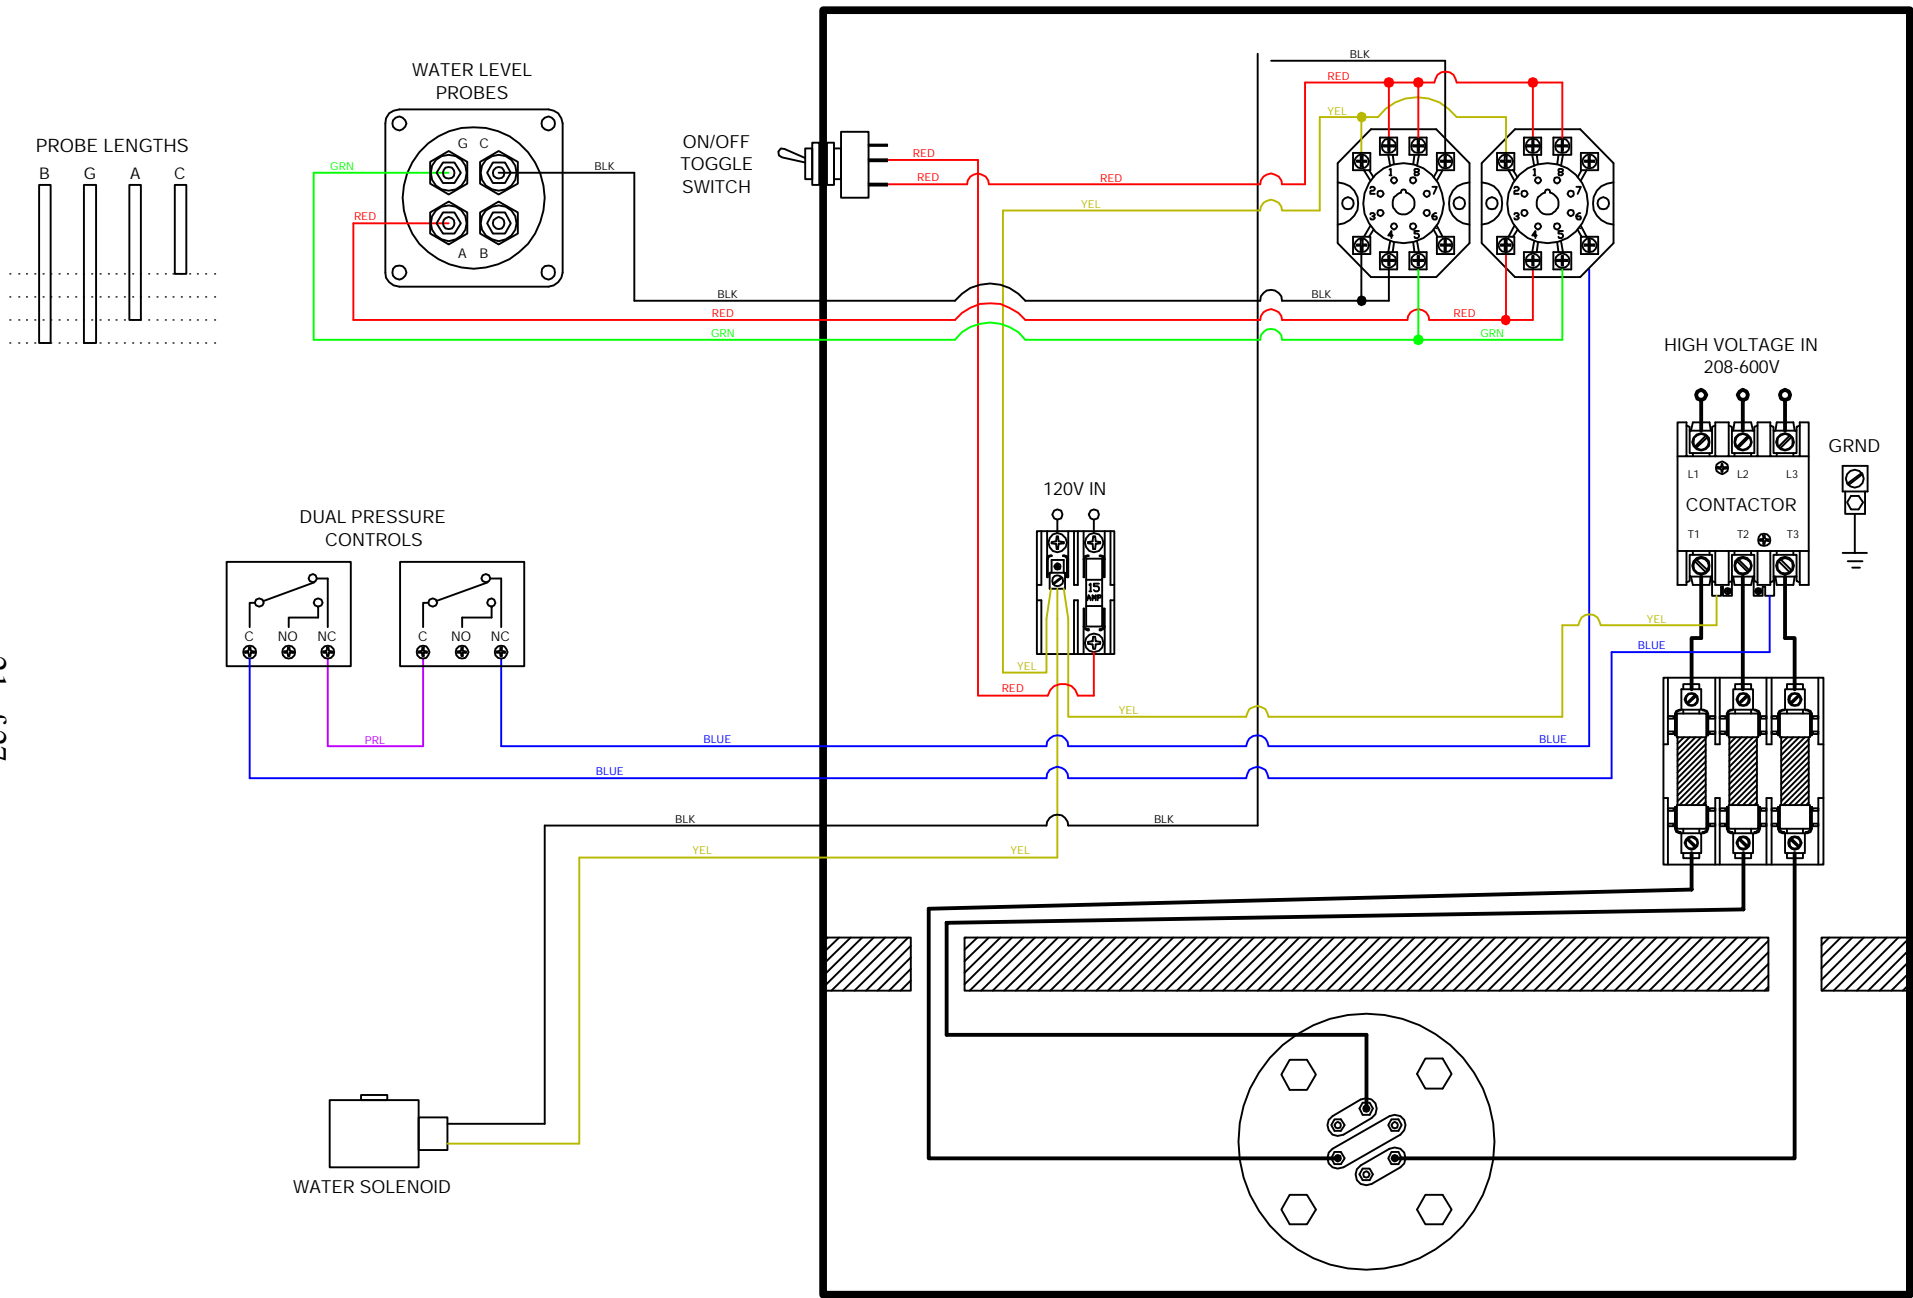 WATER LEVEL
PROBES
PROBE LENGTHS
B G A C
G C
A B
GRN
RED
BLK
ON/OFF
TOGGLE
SWITCH
RED
RED
RED
YEL
BLK
RED
YEL
1 8
2 7
3 6
4 5
1 8
2 7
3 6
4 5
BLK
BLK
RED
RED
GRN
GRN
HIGH VOLTAGE IN
208-600V
GRND
L1 L2 L3
CONTACTOR
T1 T2 T3
120V IN
15
AMP
DUAL PRESSURE
CONTROLS
C NO NC
C NO NC
YEL
BLUE
YEL
RED
YEL
PRL
BLUE
BLUE
BLUE
BLK
BLK
YEL
YEL
WATER SOLENOID